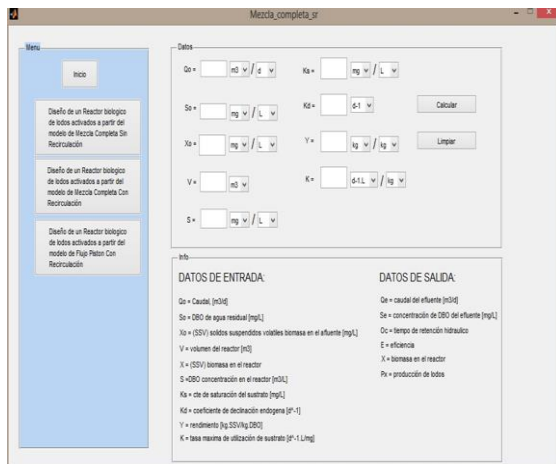 Mezcla_completa_sr
Menú
Inicio
Diseño de un Reactor biologico
de lodos activados a partir del
modelo de Mezcla Completa Sin
Recirculación
Diseño de un Reactor biologico
de lodos activados a partir del
modelo de Mezcla Completa Con
Recirculación
Diseño de un Reactor biologico
de lodos activados a partir del
modelo de Flujo Piston Con
Recirculación
Datos
Qo = m3 / d
Ks = mg / L
So = mg / L
Kd = d-1
Calcular
Xo = mg / L
Y = kg / kg
Limpiar
V = m3
K = d-1.L / kg
S = mg / L
Info
DATOS DE ENTRADA:
Qo = Caudal, [m3/d]
So = DBO de agua residual [mg/L]
Xo = (SSV) solidos suspendidos volatiles biomasa en el afluente [mg/L]
V = volumen del reactor [m3]
X = (SSV) biomasa en el reactor
S =DBO concentración en el reactor [m3/L]
Ks = cte de saturación del sustrato [mg/L]
Kd = coeficiente de declinación endogena [d^-1]
Y = rendimiento [kg.SSV/kg.DBO]
K = tasa maxima de utilización de sustrato [d^-1.L/mg]
DATOS DE SALIDA:
Qe = caudal del efluente [m3/d]
Se = concentración de DBO del efluente [mg/L]
Oc = tiempo de retención hidraulico
E = eficiencia
X = biomasa en el reactor
Px = producción de lodos